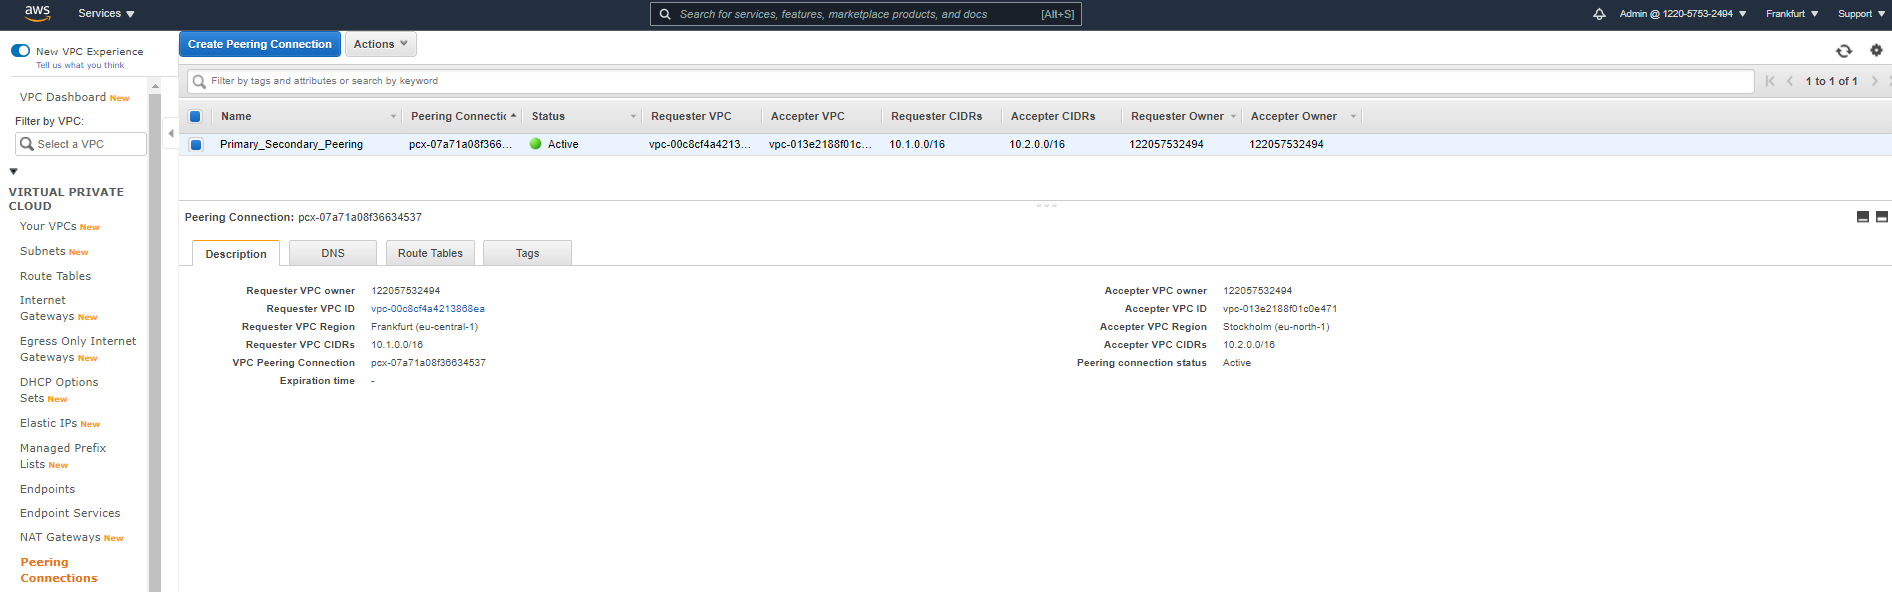 aws
Services
Search for services, features, marketplace products, and docs [Alt+S]
Admin @ 1220-5753-2494
Frankfurt
Support
New VPC Experience
Tell us what you think
VPC Dashboard New
Filter by VPC:
Select a VPC
VIRTUAL PRIVATE
CLOUD
Your VPCs New
Subnets New
Route Tables
Internet
Gateways New
Egress Only Internet
Gateways New
DHCP Options
Sets New
Elastic IPs New
Managed Prefix
Lists New
Endpoints
Endpoint Services
NAT Gateways New
Peering
Connections
Create Peering Connection Actions
Filter by tags and attributes or search by keyword
1 to 1 of 1
Name Peering Connectic Status Requester VPC Accepter VPC Requester CIDRs Accepter CIDRs Requester Owner Accepter Owner
Primary_Secondary_Peering pcx-07a71a08f366... Active vpc-00c8cf4a4213... vpc-013e2188f01c... 10.1.0.0/16 10.2.0.0/16 122057532494 122057532494
Peering Connection: pcx-07a71a08f36634537
Description DNS Route Tables Tags
Requester VPC owner 122057532494
Requester VPC ID vpc-00c8cf4a4213868ea
Requester VPC Region Frankfurt (eu-central-1)
Requester VPC CIDRs 10.1.0.0/16
VPC Peering Connection pcx-07a71a08f36634537
Expiration time -
Accepter VPC owner 122057532494
Accepter VPC ID vpc-013e2188f01c0e471
Accepter VPC Region Stockholm (eu-north-1)
Accepter VPC CIDRs 10.2.0.0/16
Peering connection status Active